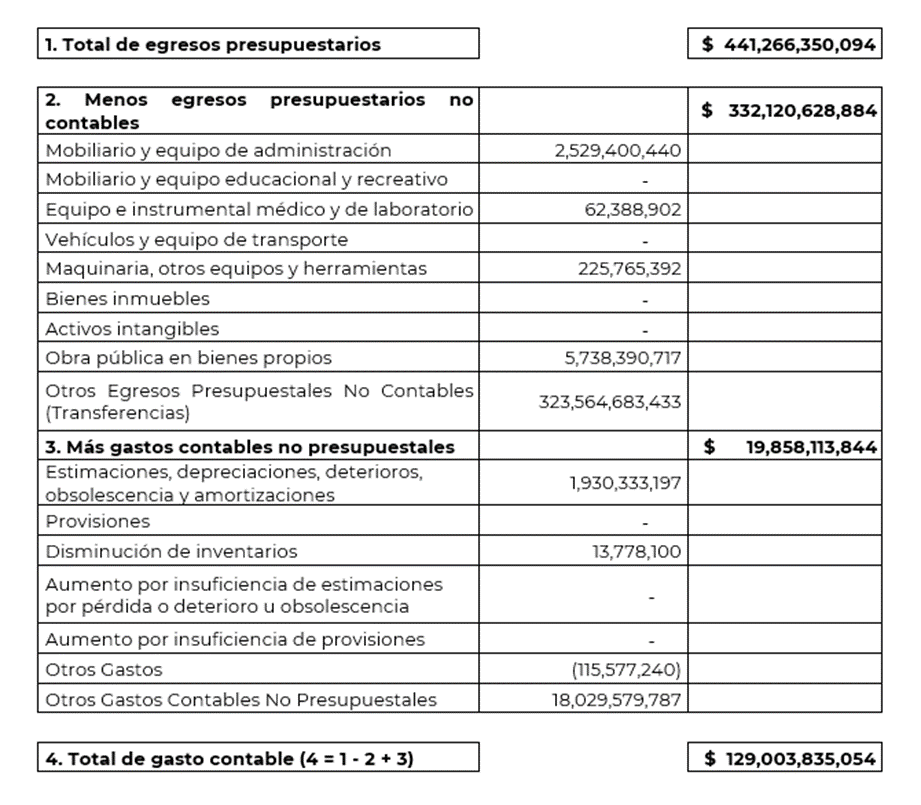 1. Total de egresos presupuestarios $ 441,266,350,094
2. Menos egresos presupuestarios no
contables $ 332,120,628,884
Mobiliario y equipo de administración 2,529,400,440
Mobiliario y equipo educacional y recreativo -
Equipo e instrumental médico y de laboratorio 62,388,902
Vehículos y equipo de transporte -
Maquinaria, otros equipos y herramientas 225,765,392
Bienes inmuebles -
Activos intangibles -
Obra pública en bienes propios 5,738,390,717
Otros Egresos Presupuestales No Contables
(Transferencias) 323,564,683,433
3. Más gastos contables no presupuestales $ 19,858,113,844
Estimaciones, depreciaciones, deterioros,
obsolescencia y amortizaciones 1,930,333,197
Provisiones -
Disminución de inventarios 13,778,100
Aumento por insuficiencia de estimaciones
por pérdida o deterioro u obsolescencia -
Aumento por insuficiencia de provisiones -
Otros Gastos (115,577,240)
Otros Gastos Contables No Presupuestales 18,029,579,787
4. Total de gasto contable (4 = 1 - 2 + 3) $ 129,003,835,054